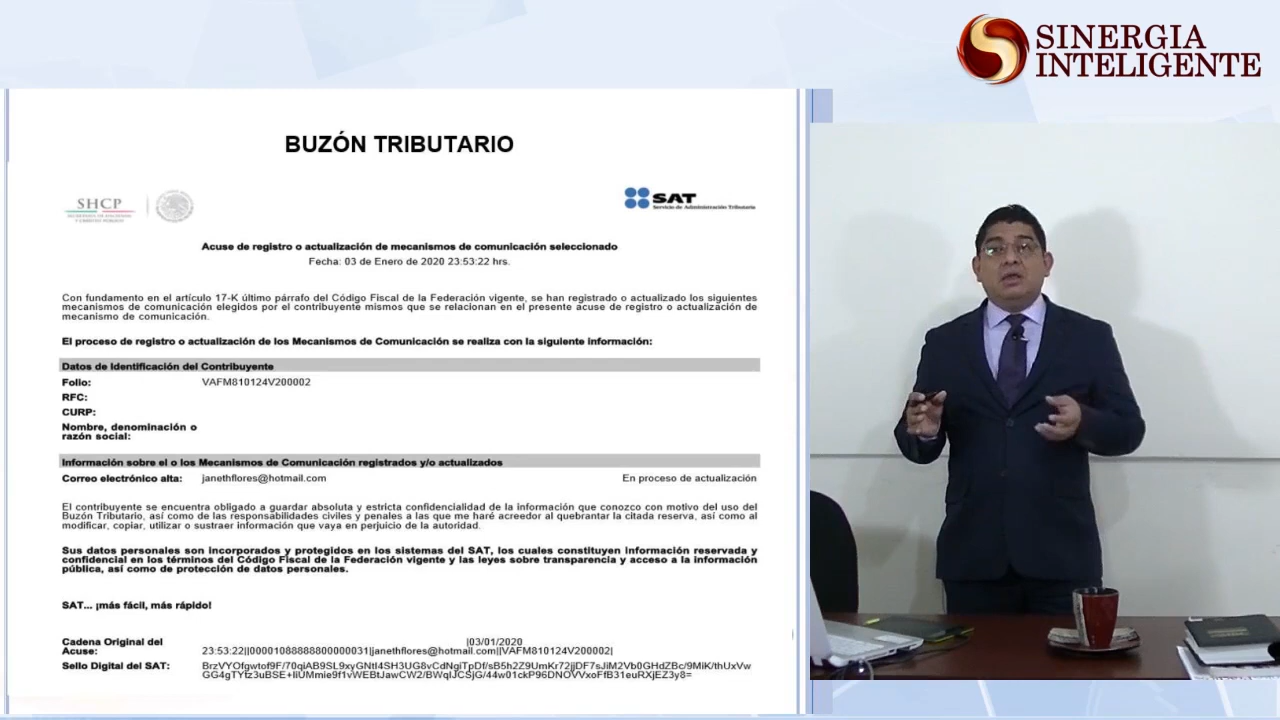 SINERGIA
INTELIGENTE
BUZÓN TRIBUTARIO
SHCP
SAT
Servicio de Administración Tributaria
Acuse de registro o actualización de mecanismos de comunicación seleccionado
Fecha: 03 de Enero de 2020 23:53:22 hrs.
Con fundamento en el artículo 17-K último párrafo del Código Fiscal de la Federación vigente, se han registrado o actualizado los siguientes
mecanismos de comunicación elegidos por el contribuyente mismos que se relacionan en el presente acuse de registro o actualización de
mecanismo de comunicación.
El proceso de registro o actualización de los Mecanismos de Comunicación se realiza con la siguiente información:
Datos de Identificación del Contribuyente
Folio: VAFM810124V200002
RFC:
CURP:
Nombre, denominación o
razón social:
Información sobre el o los Mecanismos de Comunicación registrados y/o actualizados
Correo electrónico alta: janethflores@hotmail.com En proceso de actualización
El contribuyente se encuentra obligado a guardar absoluta y estricta confidencialidad de la información que conozco con motivo del uso del
Buzón Tributario, así como de las responsabilidades civiles y penales a las que me haré acreedor al quebrantar la citada reserva, así como al
modificar, copiar, utilizar o sustraer información que vaya en perjuicio de la autoridad.
Sus datos personales son incorporados y protegidos en los sistemas del SAT, los cuales constituyen información reservada y
confidencial en los términos del Código Fiscal de la Federación vigente y las leyes sobre transparencia y acceso a la información
pública, así como de protección de datos personales.
SAT... ¡más fácil, más rápido!
Cadena Original del |03/01/2020
Acuse: 23:53:22||00001088888800000031|janethflores@hotmail.com||VAFM810124V200002|
Sello Digital del SAT: